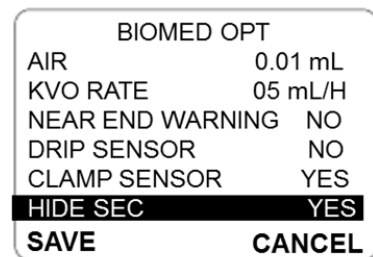 BIOMED OPT
AIR 0.01 mL
KVO RATE 05 mL/H
NEAR END WARNING NO
DRIP SENSOR NO
CLAMP SENSOR YES
HIDE SEC YES
SAVE CANCEL